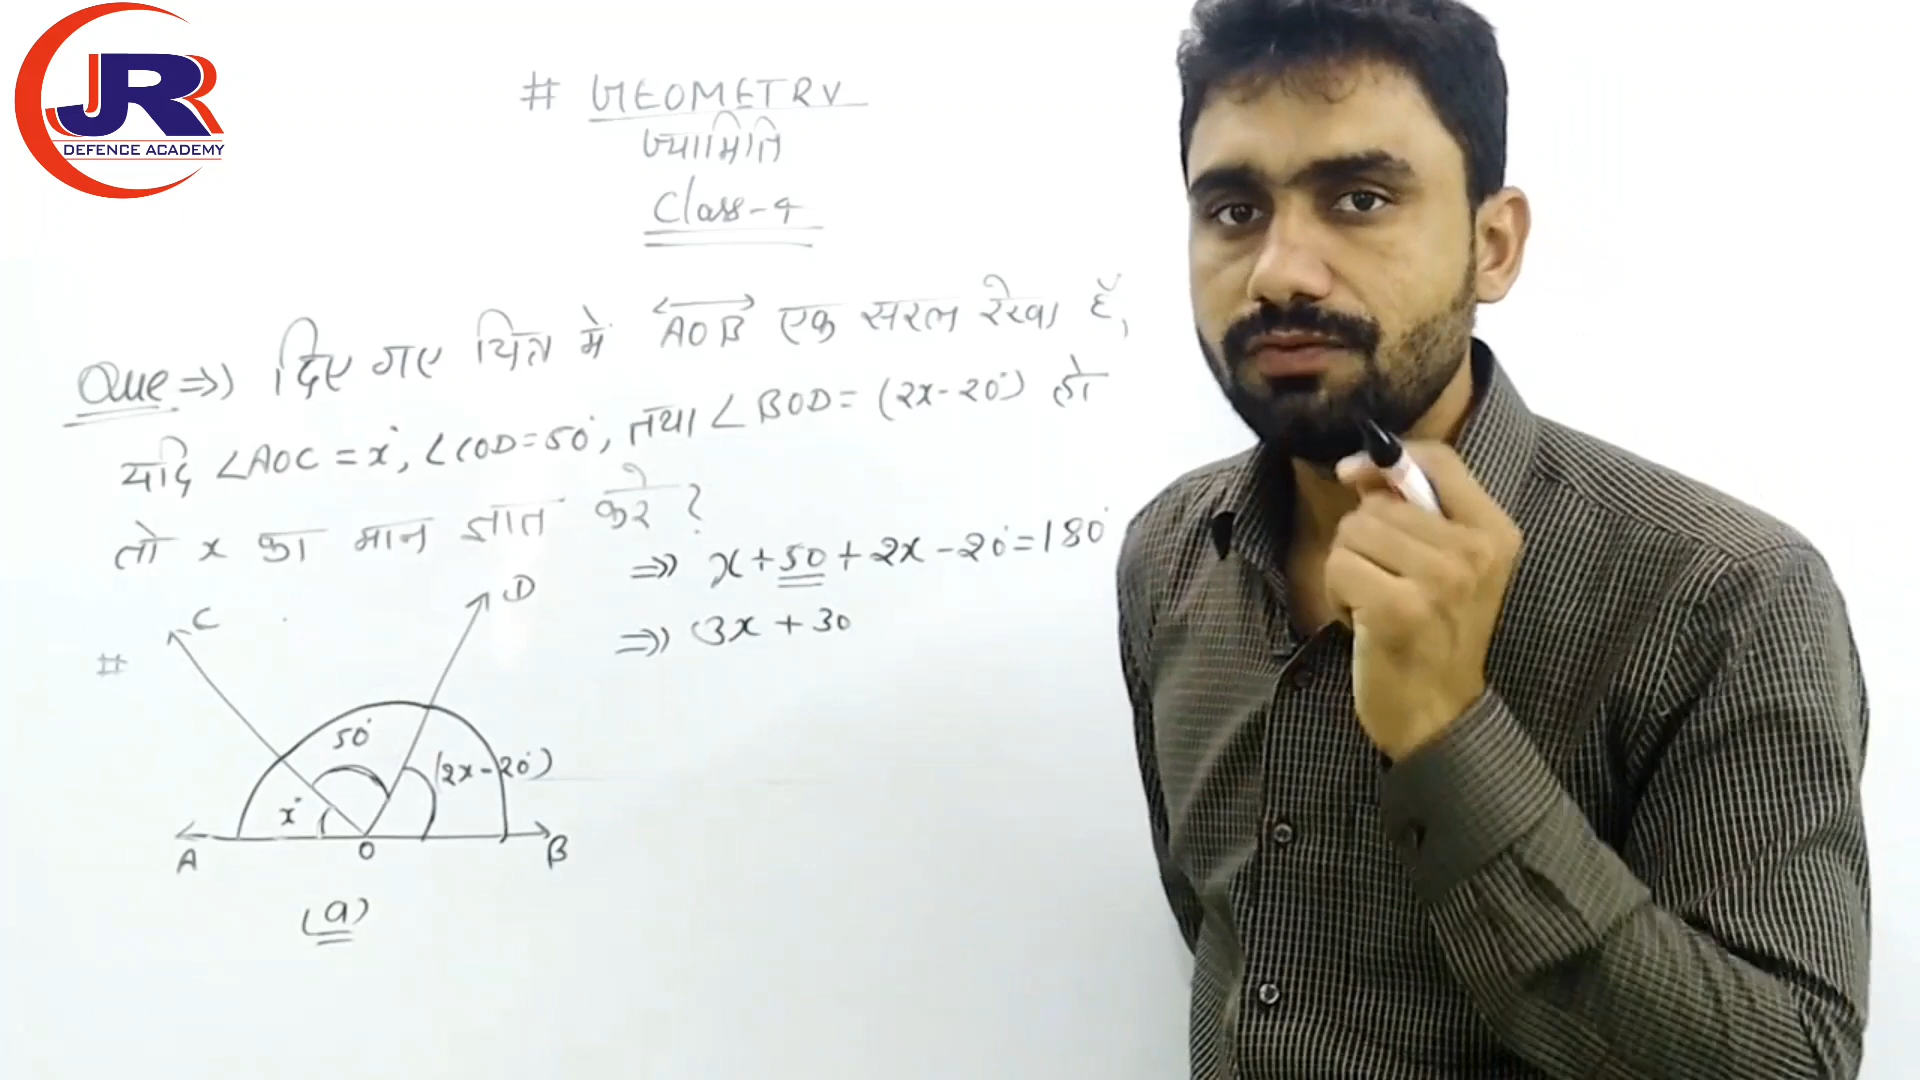 JR
DEFENCE ACADEMY
# GEOMETRY
ज्यामिति
Class-4
Que ⇒⟩ दिए गए चित्र मे AOB एक सरल रेखा है,
यदि ∠AOC = x°, ∠COD = 50°, तथा ∠BOD = (2x-20°) हो
तो x का मान ज्ञात करे ?
⇒⟩ x + 50 + 2x - 20° = 180°
⇒⟩ 3x + 30
#
C
D
50°
x°
(2x-20°)
A
O
B
(a)